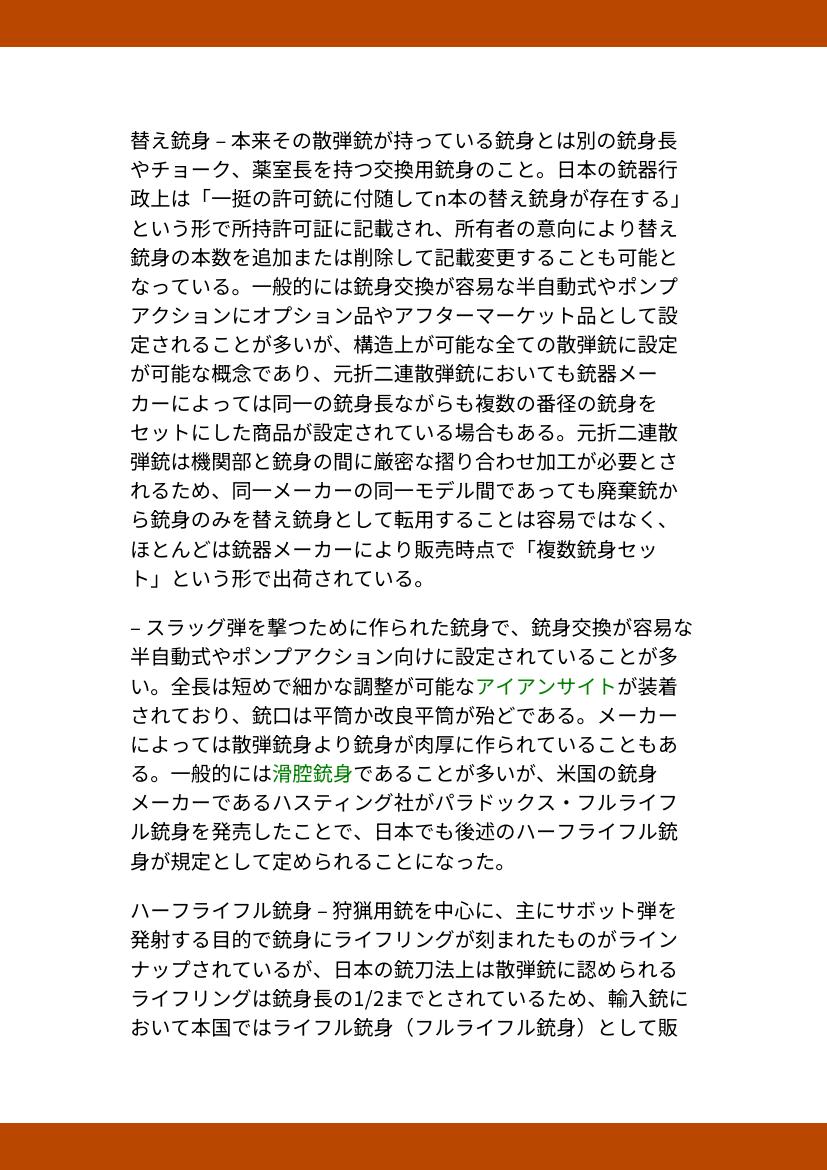 替え銃身 – 本来その散弾銃が持っている銃身とは別の銃身長
やチョーク、薬室長を持つ交換用銃身のこと。日本の銃器行
政上は「一挺の許可銃に付随してn本の替え銃身が存在する」
という形で所持許可証に記載され、所有者の意向により替え
銃身の本数を追加または削除して記載変更することも可能と
なっている。一般的には銃身交換が容易な半自動式やポンプ
アクションにオプション品やアフターマーケット品として設
定されることが多いが、構造上が可能な全ての散弾銃に設定
が可能な概念であり、元折二連散弾銃においても銃器メー
カーによっては同一の銃身長ながらも複数の番径の銃身を
セットにした商品が設定されている場合もある。元折二連散
弾銃は機関部と銃身の間に厳密な摺り合わせ加工が必要とさ
れるため、同一メーカーの同一モデル間であっても廃棄銃か
ら銃身のみを替え銃身として転用することは容易ではなく、
ほとんどは銃器メーカーにより販売時点で「複数銃身セッ
ト」という形で出荷されている。
– スラッグ弾を撃つために作られた銃身で、銃身交換が容易な
半自動式やポンプアクション向けに設定されていることが多
い。全長は短めで細かな調整が可能なアイアンサイトが装着
されており、銃口は平筒か改良平筒が殆どである。メーカー
によっては散弾銃身より銃身が肉厚に作られていることもあ
る。一般的には滑腔銃身であることが多いが、米国の銃身
メーカーであるハスティング社がパラドックス・フルライフ
ル銃身を発売したことで、日本でも後述のハーフライフル銃
身が規定として定められることになった。
ハーフライフル銃身 – 狩猟用銃を中心に、主にサボット弾を
発射する目的で銃身にライフリングが刻まれたものがライン
ナップされているが、日本の銃刀法上は散弾銃に認められる
ライフリングは銃身長の1/2までとされているため、輸入銃に
おいて本国ではライフル銃身（フルライフル銃身）として販